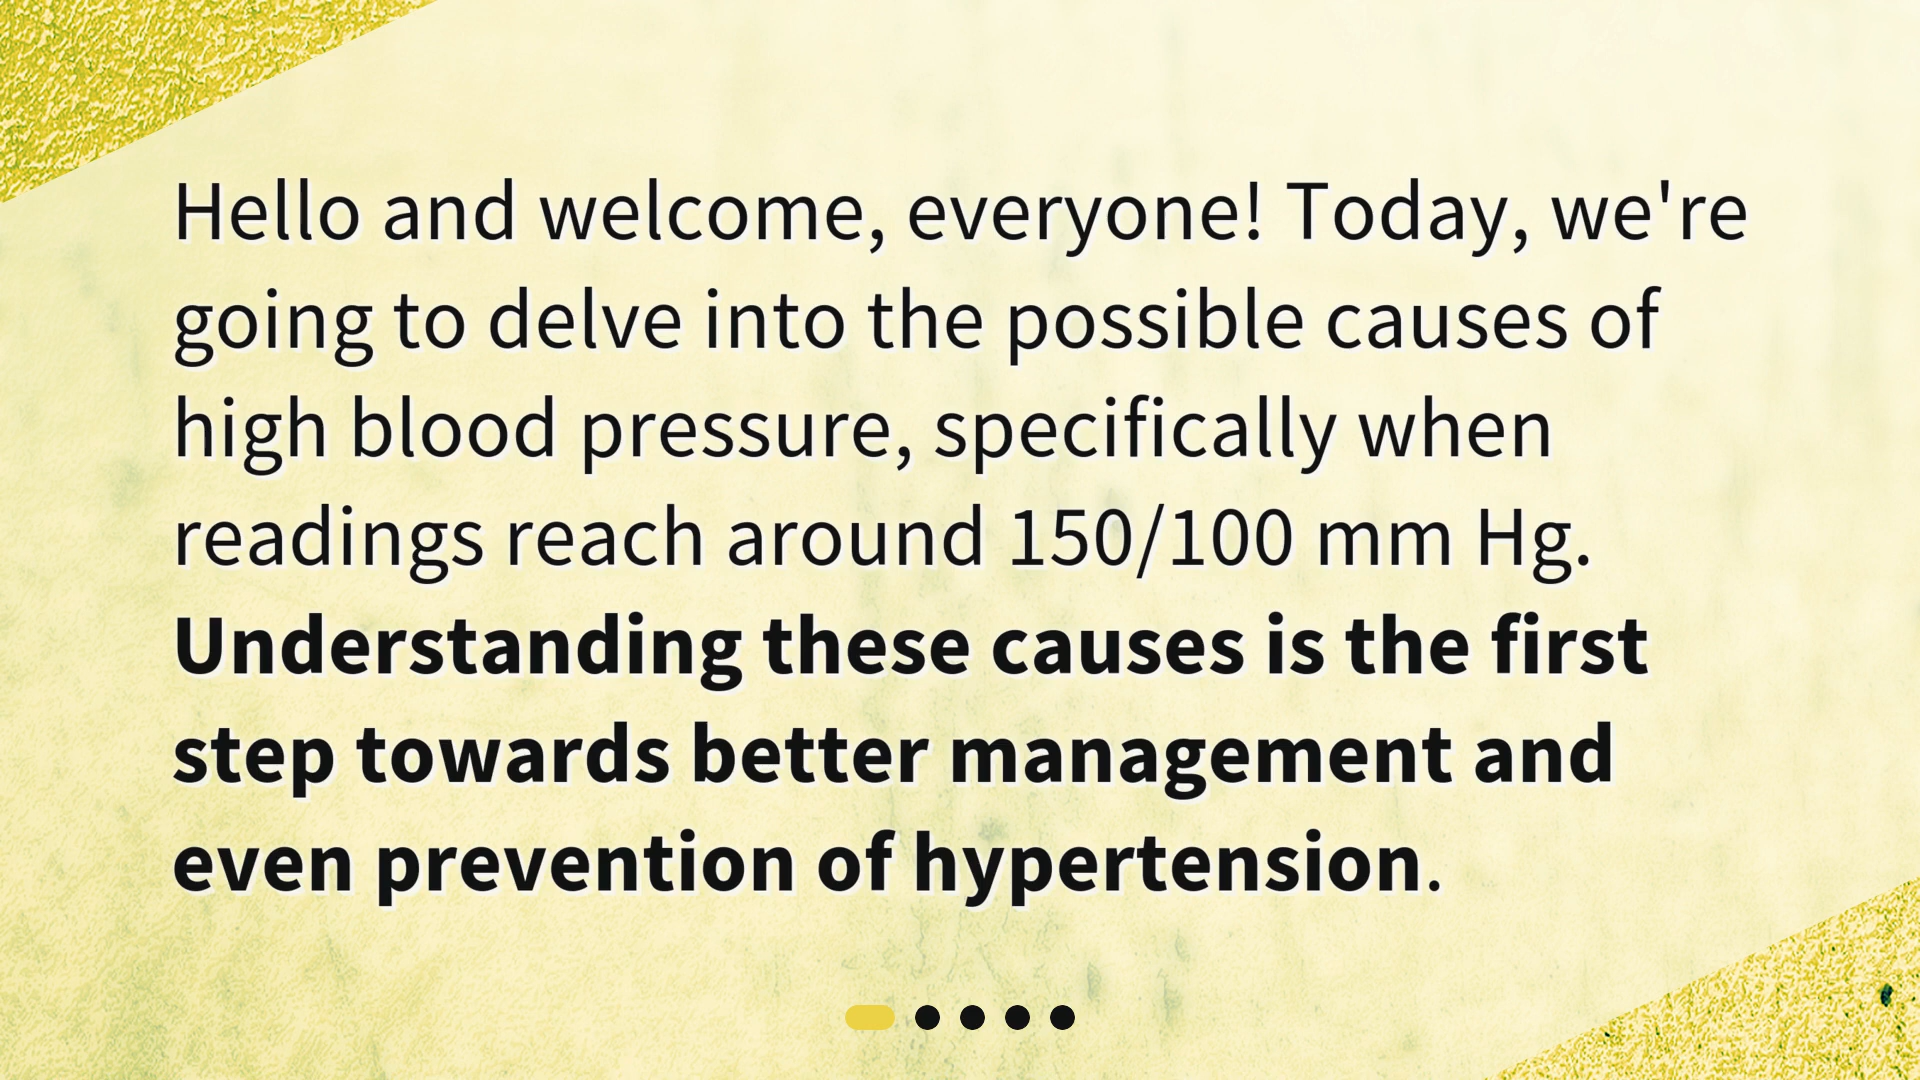 Hello and welcome, everyone! Today, we're
going to delve into the possible causes of
high blood pressure, specifically when
readings reach around 150/100 mm Hg.
Understanding these causes is the first
step towards better management and
even prevention of hypertension.